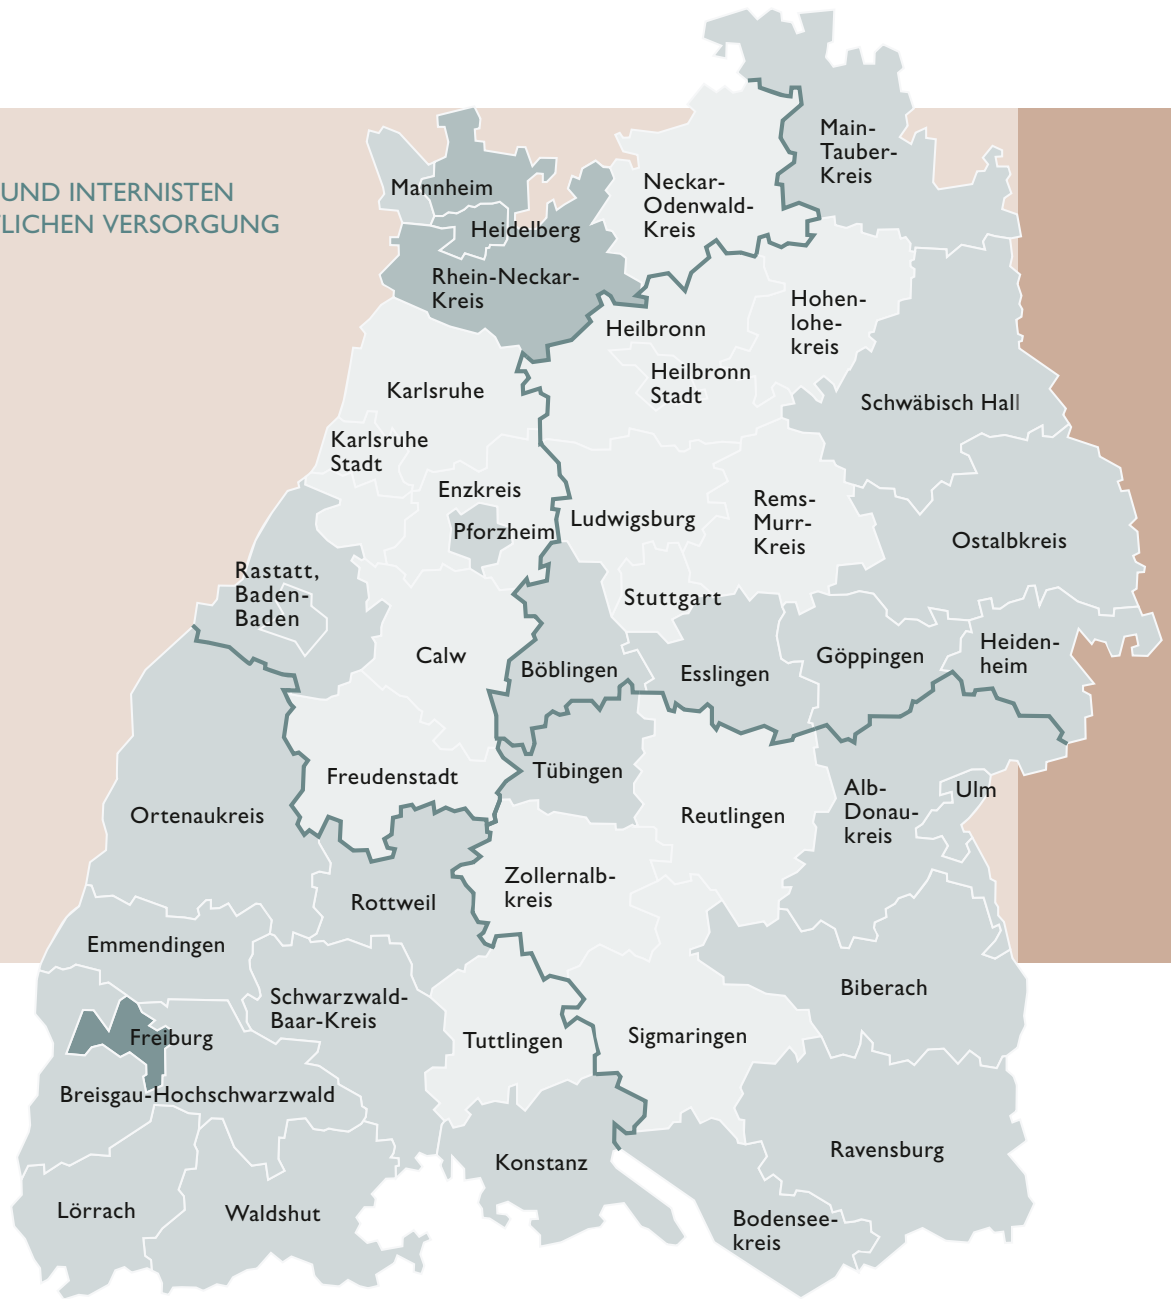 UND INTERNISTEN
LICHEN VERSORGUNG
Main-
Tauber-
Kreis
Mannheim
Neckar-
Odenwald-
Kreis
Heidelberg
Rhein-Neckar-
Kreis
Hohen-
lohe-
kreis
Heilbronn
Heilbronn
Stadt
Karlsruhe
Schwäbisch Hall
Karlsruhe
Stadt
Enzkreis
Pforzheim
Ludwigsburg
Rems-
Murr-
Kreis
Ostalbkreis
Rastatt,
Baden-
Baden
Stuttgart
Calw
Böblingen
Esslingen
Göppingen
Heiden-
heim
Freudenstadt
Tübingen
Ortenaukreis
Reutlingen
Alb-
Donau-
kreis
Ulm
Zollernalb-
kreis
Rottweil
Emmendingen
Schwarzwald-
Baar-Kreis
Biberach
Freiburg
Tuttlingen
Sigmaringen
Breisgau-Hochschwarzwald
Konstanz
Ravensburg
Lörrach
Waldshut
Bodensee-
kreis